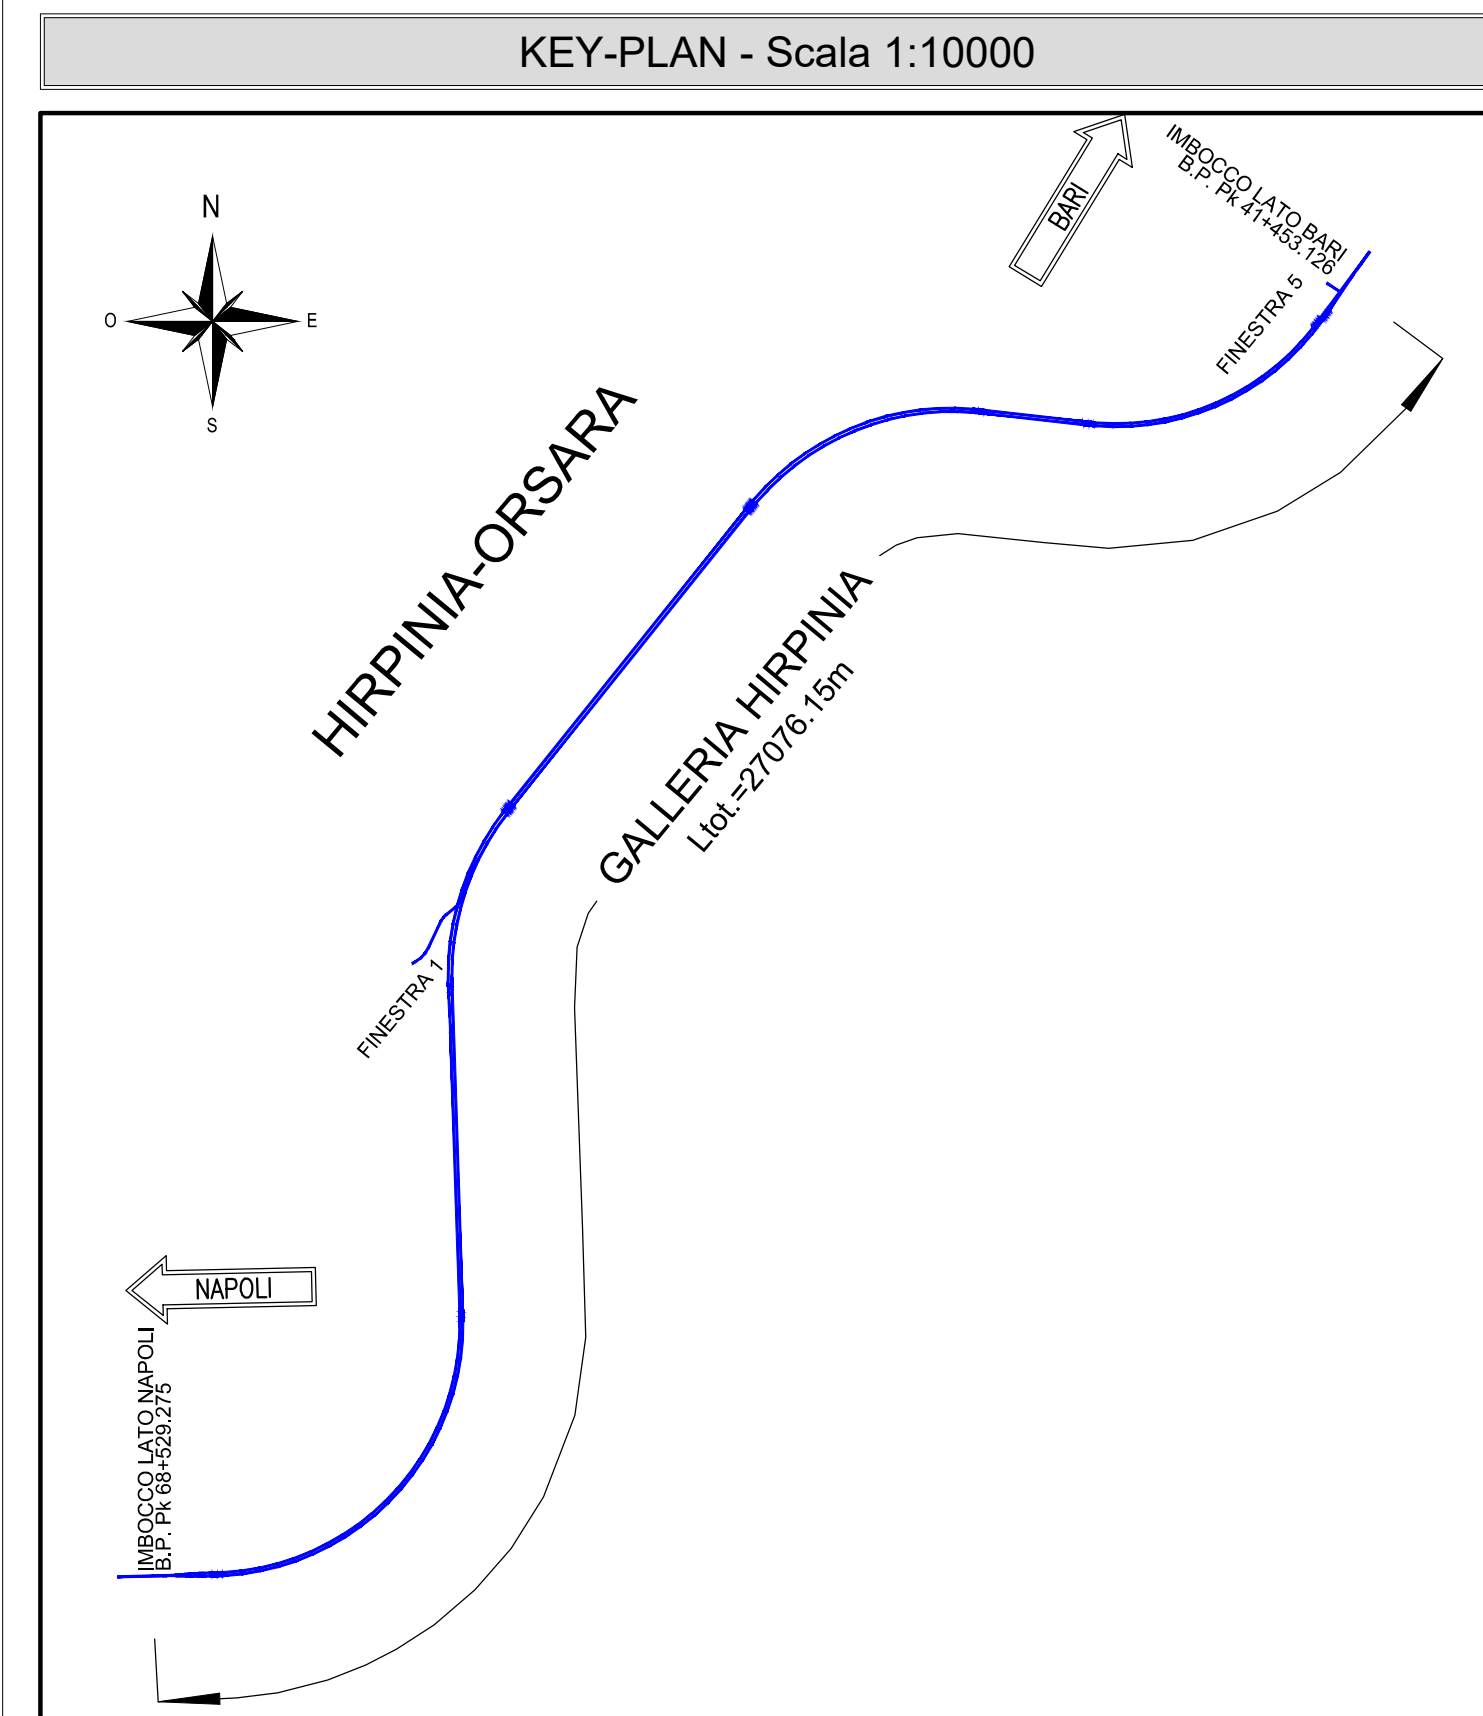 KEY-PLAN - Scala 1:10000
BARI
IMBOCCO LATO BARI
B.P. Pk 41+453.126
N
O
E
S
FINESTRA 5
HIRPINIA-ORSARA
GALLERIA HIRPINIA
Ltot.=27076.15m
FINESTRA 1
NAPOLI
IMBOCCO LATO NAPOLI
B.P. Pk 68+529.275